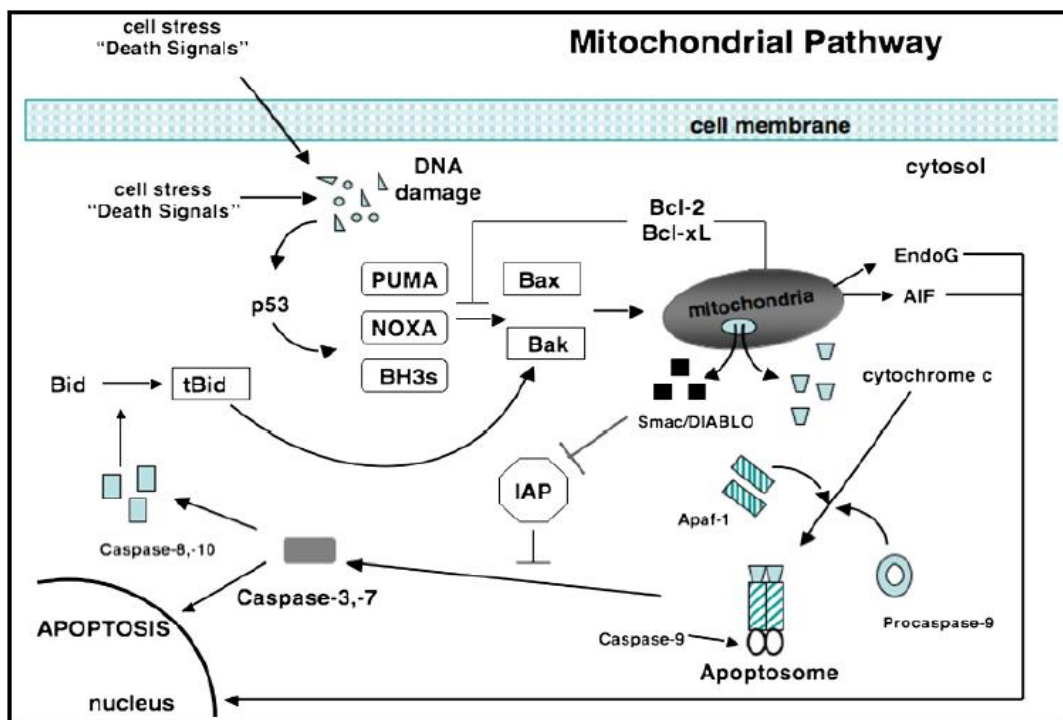 cell stress
“Death Signals”
Mitochondrial Pathway
cell membrane
cytosol
DNA
damage
cell stress
“Death Signals”
Bcl-2
Bcl-xL
EndoG
PUMA
Bax
mitochondria
AIF
p53
NOXA
Bak
BH3s
Bid
tBid
cytochrome c
Smac/DIABLO
IAP
Apaf-1
Caspase-8,-10
Caspase-3,-7
Procaspase-9
APOPTOSIS
Caspase-9
Apoptosome
nucleus